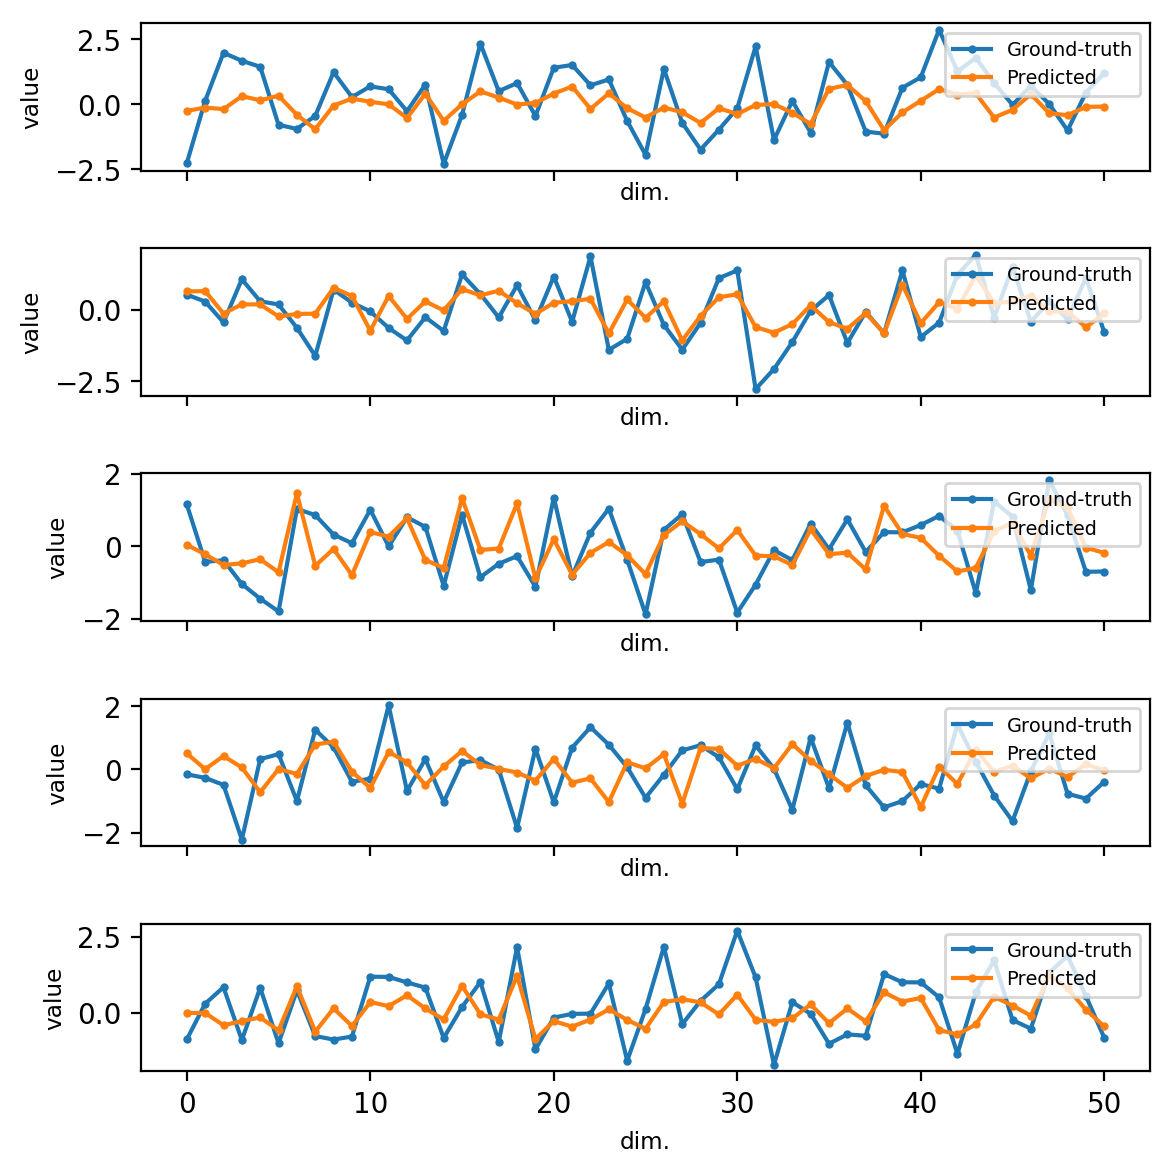 2.5
0.0
−2.5
value
Ground-truth
Predicted
dim.
0.0
−2.5
value
Ground-truth
Predicted
dim.
2
0
−2
value
Ground-truth
Predicted
dim.
2
0
−2
value
Ground-truth
Predicted
dim.
2.5
0.0
value
Ground-truth
Predicted
0 10 20 30 40 50
dim.